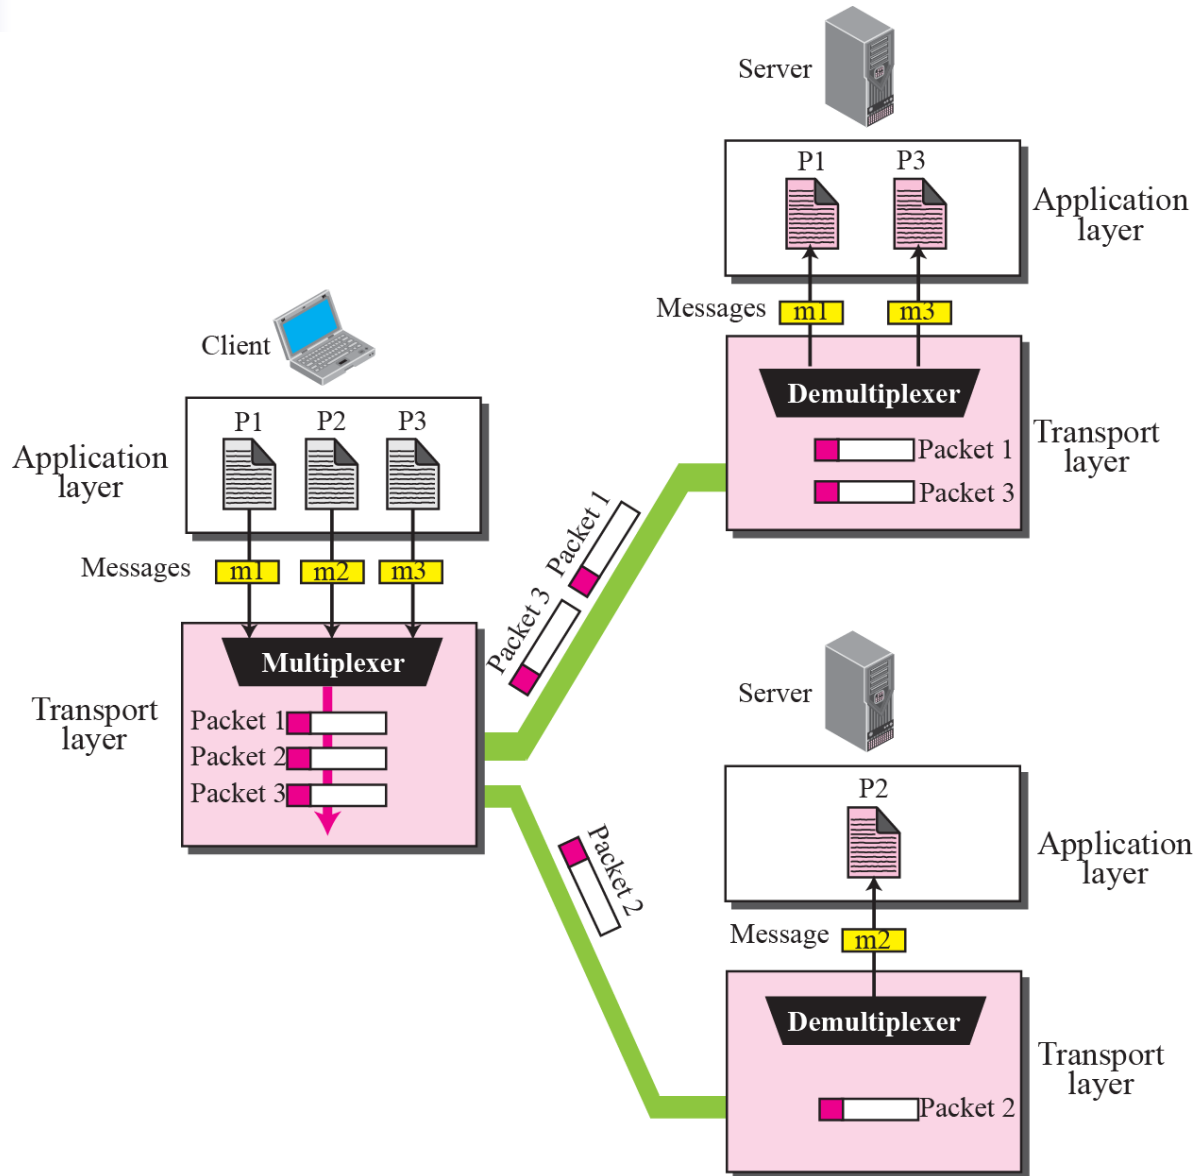 Server
P1 P3
Application
layer
Messages
m1 m3
Demultiplexer
Packet 1
Packet 3
Transport
layer
Client
P1 P2 P3
Application
layer
Messages
m1 m2 m3
Multiplexer
Packet 1
Packet 2
Packet 3
Transport
layer
Packet 1
Packet 3
Packet 2
Server
P2
Application
layer
Message
m2
Demultiplexer
Packet 2
Transport
layer